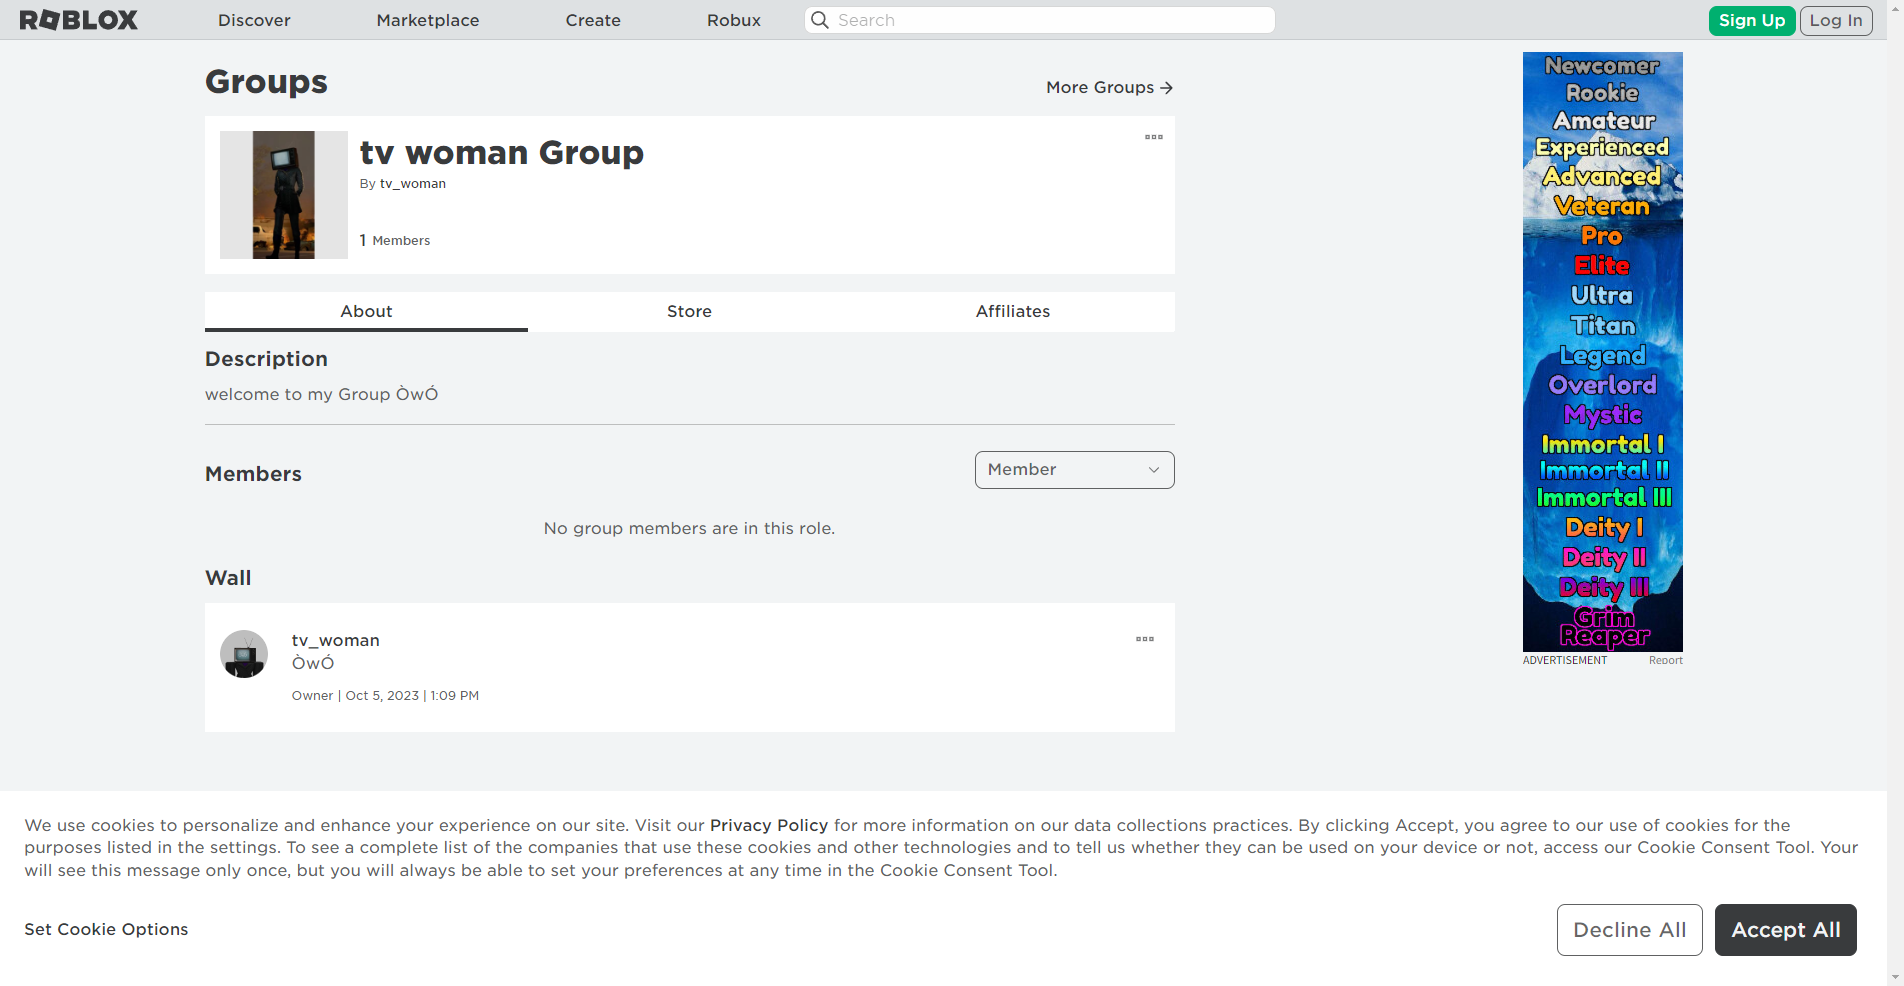 ROBLOX
Discover
Marketplace
Create
Robux
Search
Sign Up
Log In
Groups
More Groups →
tv woman Group
By tv_woman
1 Members
About
Store
Affiliates
Description
welcome to my Group ÒwÓ
Members
Member
No group members are in this role.
Wall
tv_woman
ÒwÓ
Owner | Oct 5, 2023 | 1:09 PM
Newcomer
Rookie
Amateur
Experienced
Advanced
Veteran
Pro
Elite
Ultra
Titan
Legend
Overlord
Mystic
Immortal I
Immortal II
Immortal III
Deity I
Deity II
Deity III
Grim
Reaper
ADVERTISEMENT
Report
We use cookies to personalize and enhance your experience on our site. Visit our Privacy Policy for more information on our data collections practices. By clicking Accept, you agree to our use of cookies for the
purposes listed in the settings. To see a complete list of the companies that use these cookies and other technologies and to tell us whether they can be used on your device or not, access our Cookie Consent Tool. Your
will see this message only once, but you will always be able to set your preferences at any time in the Cookie Consent Tool.
Set Cookie Options
Decline All
Accept All